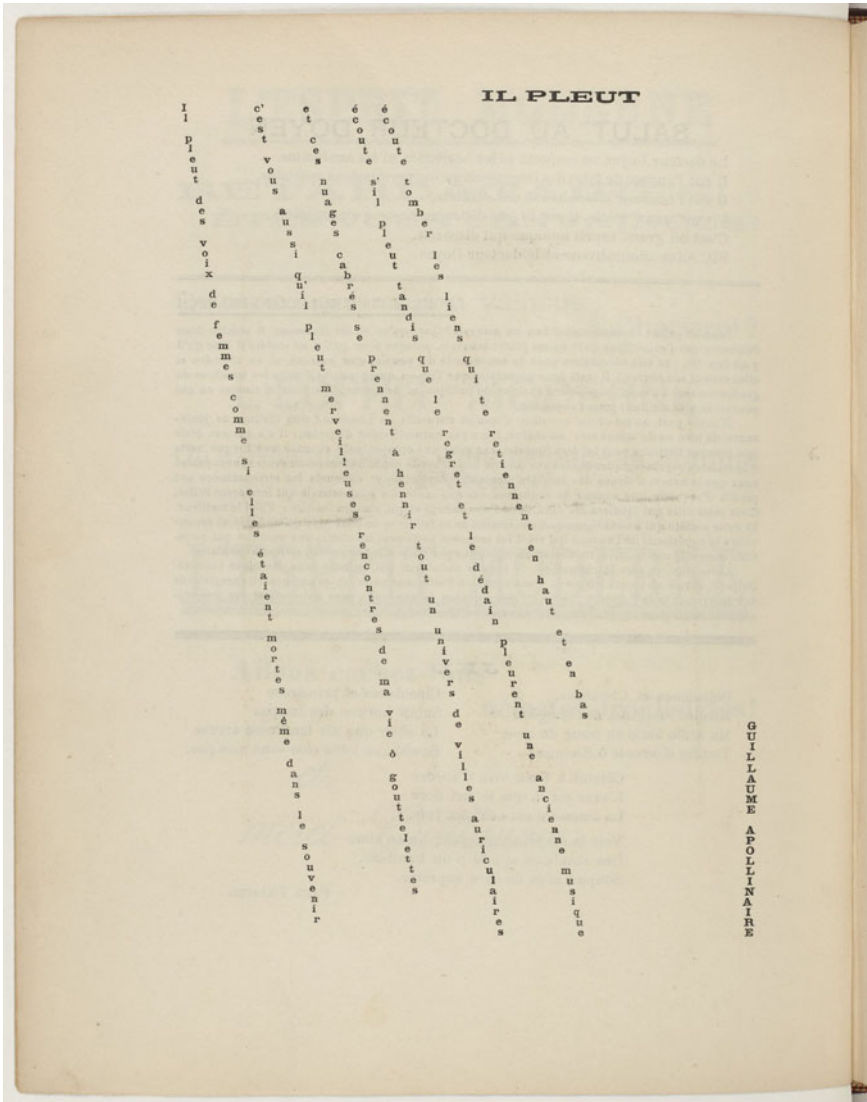 IL PLEUT
Il pleut des voix de femmes comme si elles étaient mortes même dans le souvenir
c'est vous aussi qu'il pleut merveilleuses rencontres de ma vie ô gouttelettes
et ces nuages cabrés se prennent à hennir tout un univers de villes auriculaires
écoute s'il pleut tandis que le regret et le dédain pleurent une ancienne musique
écoute tomber les liens qui te retiennent en haut et en bas
GUILLAUME APOLLINAIRE